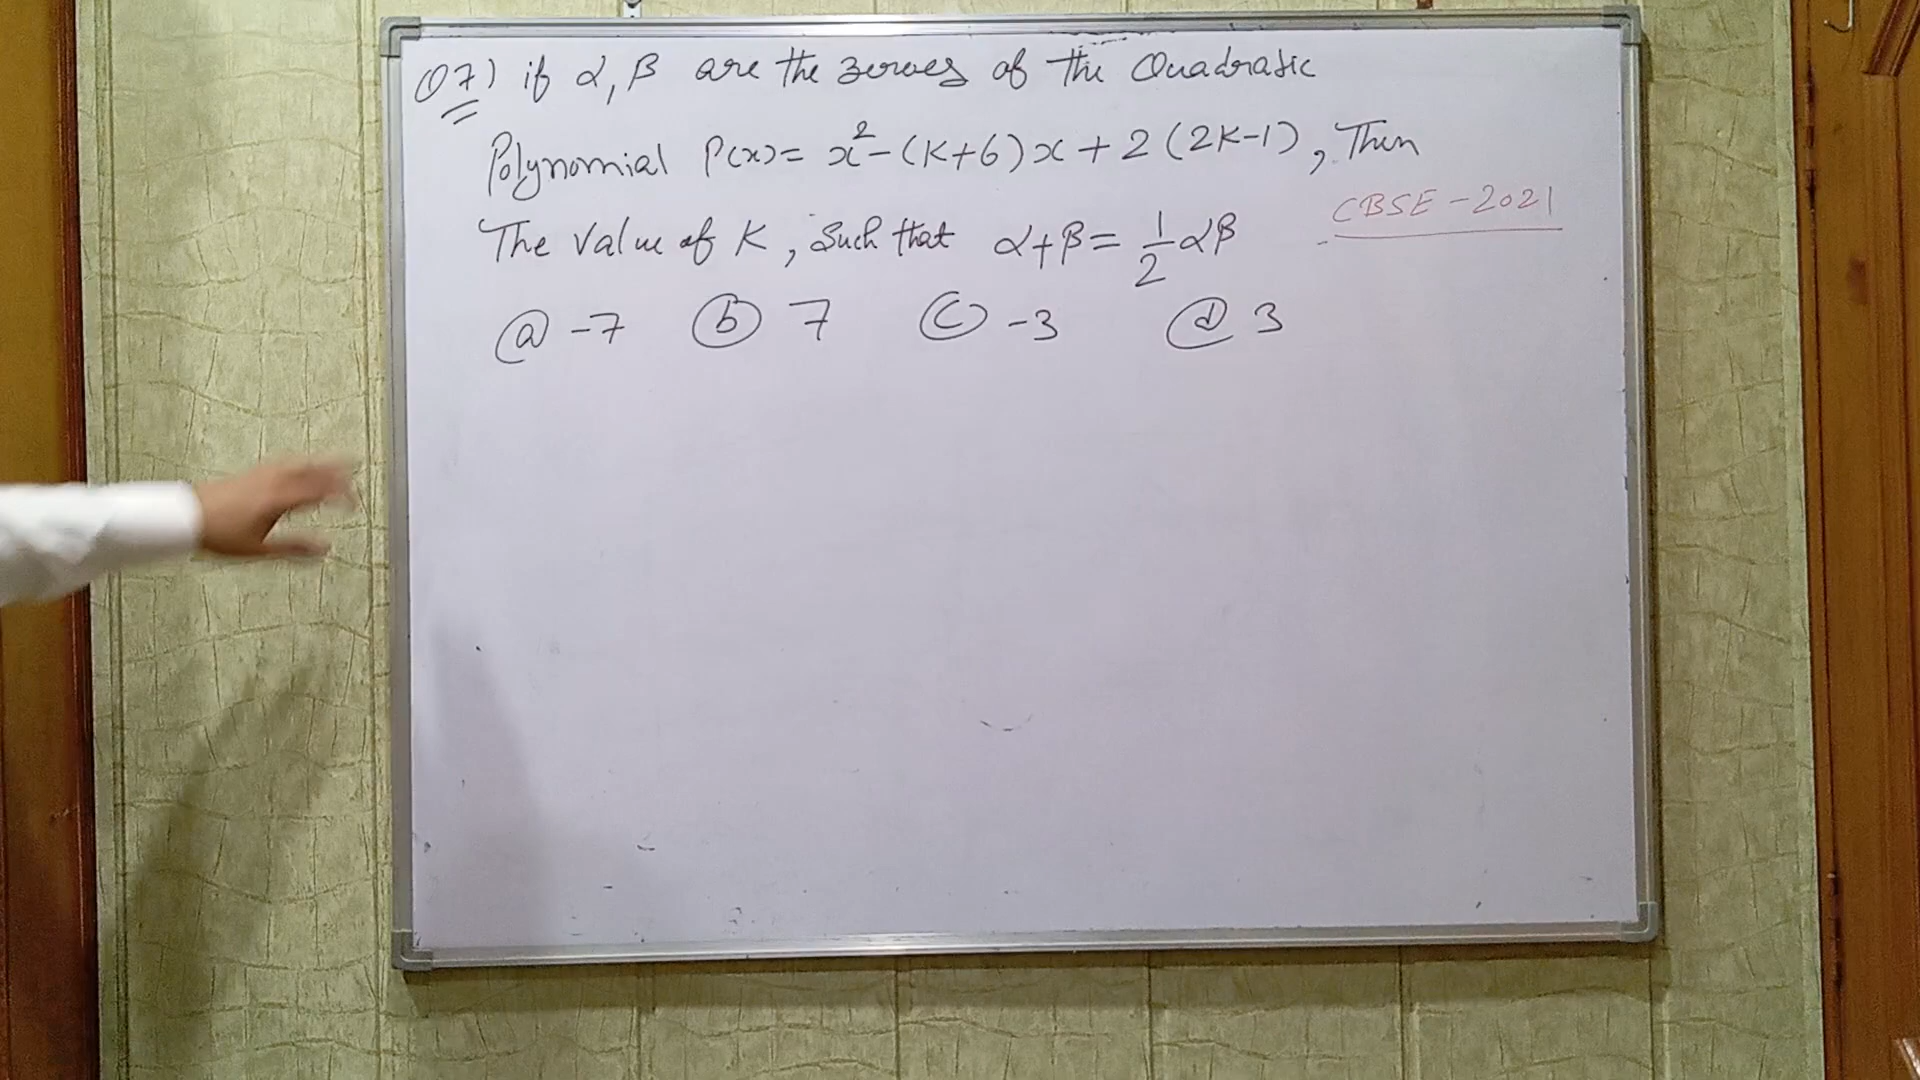 Q7) if α, β are the zeroes of the Quadratic
Polynomial P(x) = x² - (K+6)x + 2(2K-1), Then
CBSE - 2021
The Value of K, Such that α+β = 1/2 αβ
ⓐ -7 ⓑ 7 ⓒ -3 ⓓ 3